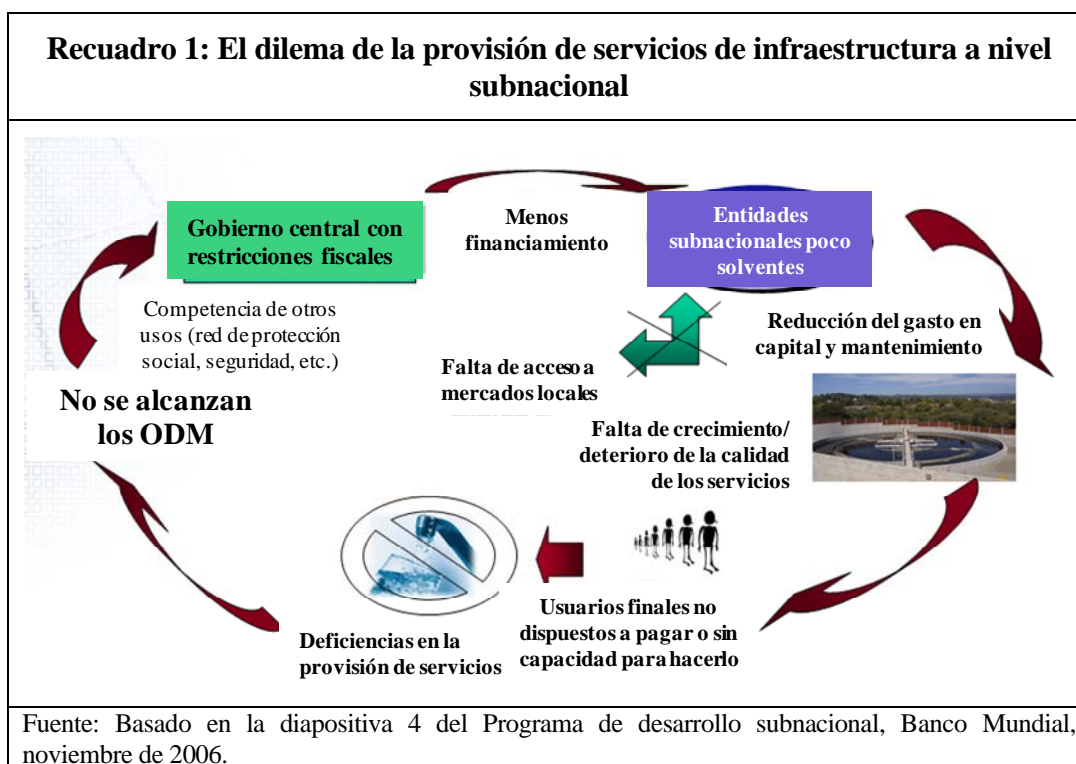 Recuadro 1: El dilema de la provisión de servicios de infraestructura a nivel
subnacional
Gobierno central con
restricciones fiscales
Menos
financiamiento
Entidades
subnacionales poco
solventes
Competencia de otros
usos (red de protección
social, seguridad, etc.)
Reducción del gasto en
capital y mantenimiento
Falta de acceso a
mercados locales
No se alcanzan
los ODM
Falta de crecimiento/
deterioro de la calidad
de los servicios
Usuarios finales no
dispuestos a pagar o sin
capacidad para hacerlo
Deficiencias en la
provisión de servicios
Fuente: Basado en la diapositiva 4 del Programa de desarrollo subnacional, Banco Mundial,
noviembre de 2006.